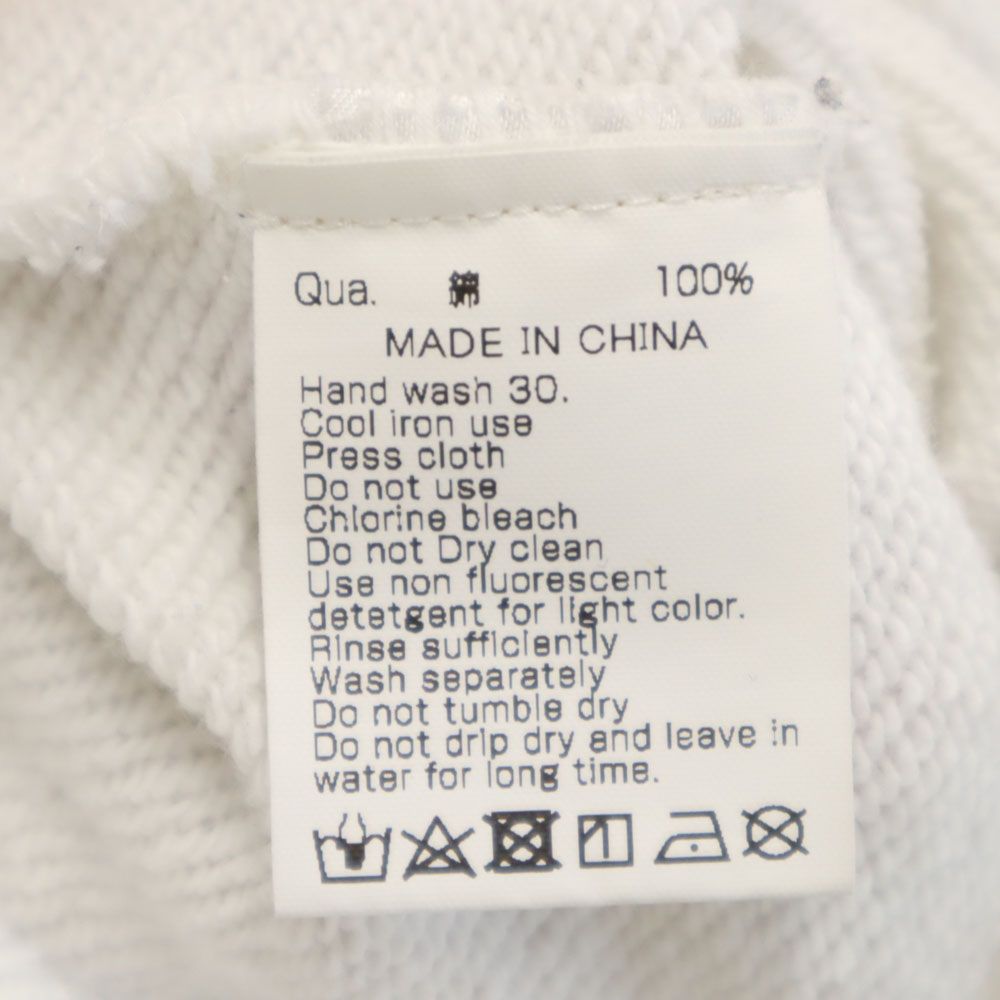 Qua. 綿 100%
MADE IN CHINA
Hand wash 30.
Cool iron use
Press cloth
Do not use
Chlorine bleach
Do not Dry clean
Use non fluorescent
detetgent for light color.
Rinse sufficiently
Wash separately
Do not tumble dry
Do not drip dry and leave in
water for long time.